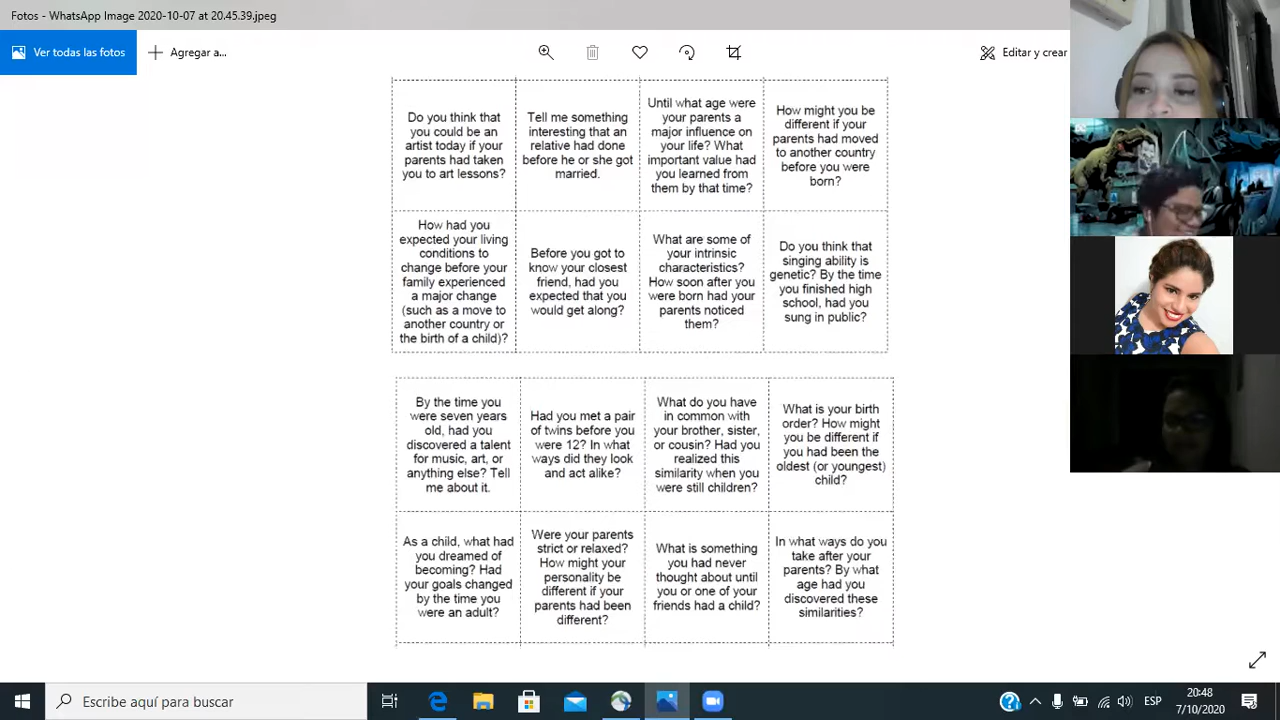 Fotos - WhatsApp Image 2020-10-07 at 20.45.39.jpeg
Ver todas las fotos
Agregar a...
Editar y crear
Do you think that
you could be an
artist today if your
parents had taken
you to art lessons?
Tell me something
interesting that an
relative had done
before he or she got
married.
Until what age were
your parents a
major influence on
your life? What
important value had
you learned from
them by that time?
How might you be
different if your
parents had moved
to another country
before you were
born?
How had you
expected your living
conditions to
change before your
family experienced
a major change
(such as a move to
another country or
the birth of a child)?
Before you got to
know your closest
friend, had you
expected that you
would get along?
What are some of
your intrinsic
characteristics?
How soon after you
were born had your
parents noticed
them?
Do you think that
singing ability is
genetic? By the time
you finished high
school, had you
sung in public?
By the time you
were seven years
old, had you
discovered a talent
for music, art, or
anything else? Tell
me about it.
Had you met a pair
of twins before you
were 12? In what
ways did they look
and act alike?
What do you have
in common with
your brother, sister,
or cousin? Had you
realized this
similarity when you
were still children?
What is your birth
order? How might
you be different if
you had been the
oldest (or youngest)
child?
As a child, what had
you dreamed of
becoming? Had
your goals changed
by the time you
were an adult?
Were your parents
strict or relaxed?
How might your
personality be
different if your
parents had been
different?
What is something
you had never
thought about until
you or one of your
friends had a child?
In what ways do you
take after your
parents? By what
age had you
discovered these
similarities?
Escribe aquí para buscar
ESP
20:48
7/10/2020